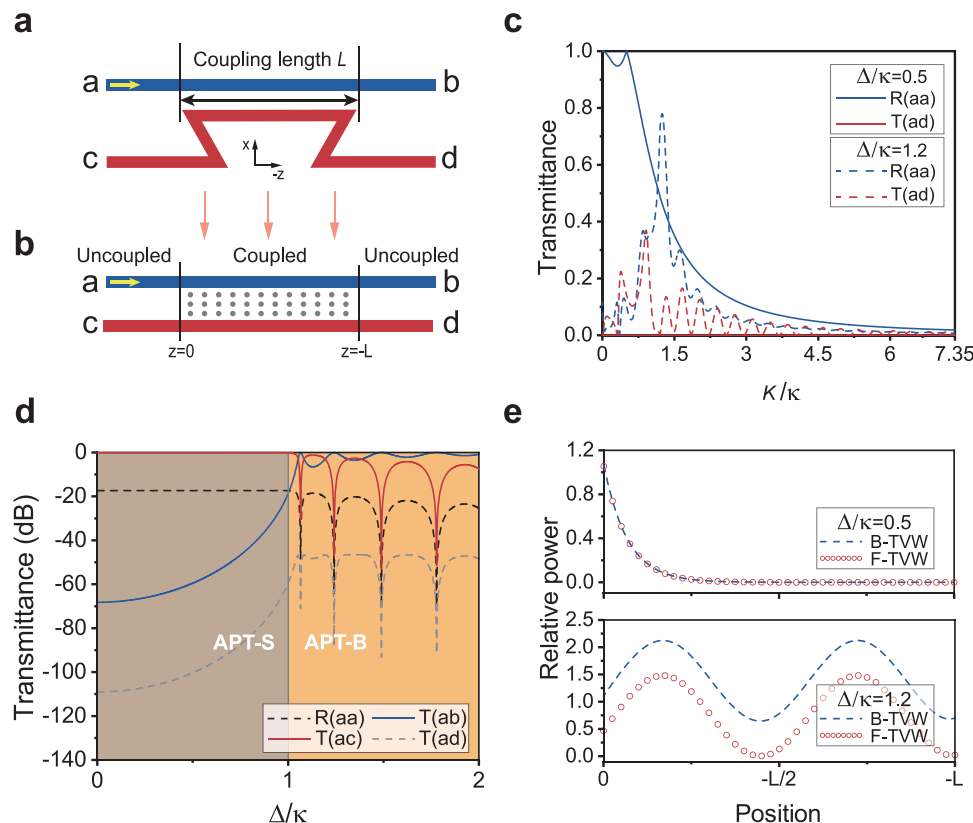 a
Coupling length L
a
b
c
d
x
-z
b
Uncoupled
Coupled
Uncoupled
a
b
c
d
z=0
z=-L
c
Transmittance
1.0
0.8
0.6
0.4
0.2
0.0
Δ/κ=0.5
R(aa)
T(ad)
Δ/κ=1.2
R(aa)
T(ad)
0
1.5
3
4.5
6
7.35
K/κ
d
Transmittance (dB)
0
-20
-40
-60
-80
-100
-120
-140
APT-S
APT-B
R(aa)
T(ab)
T(ac)
T(ad)
0
1
2
Δ/κ
e
Relative power
1.2
0.6
0.0
Δ/κ=0.5
B-TVW
F-TVW
2.5
2.0
1.5
1.0
0.5
0.0
Δ/κ=1.2
B-TVW
F-TVW
0
-L/2
-L
Position